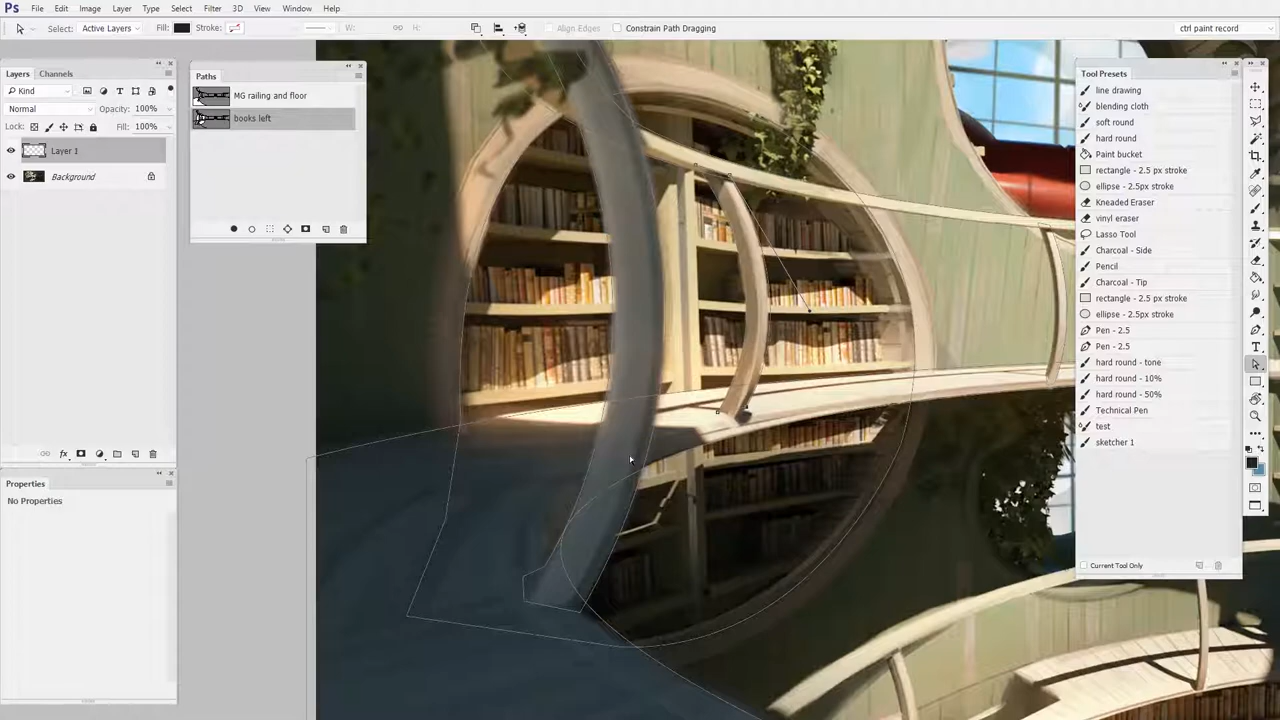 Ps File Edit Image Layer Type Select Filter 3D View Window Help
Select: Active Layers Fill: Stroke: W: H: Align Edges Constrain Path Dragging ctrl paint record
Layers Channels
Kind
Normal Opacity: 100%
Lock: Fill: 100%
Layer 1
Background
fx
Properties
No Properties
Paths
MG railing and floor
books left
Tool Presets
line drawing
blending cloth
soft round
hard round
Paint bucket
rectangle - 2.5 px stroke
ellipse - 2.5px stroke
Kneaded Eraser
vinyl eraser
Lasso Tool
Charcoal - Side
Pencil
Charcoal - Tip
rectangle - 2.5 px stroke
ellipse - 2.5px stroke
Pen - 2.5
Pen - 2.5
hard round - tone
hard round - 10%
hard round - 50%
Technical Pen
test
sketcher 1
Current Tool Only